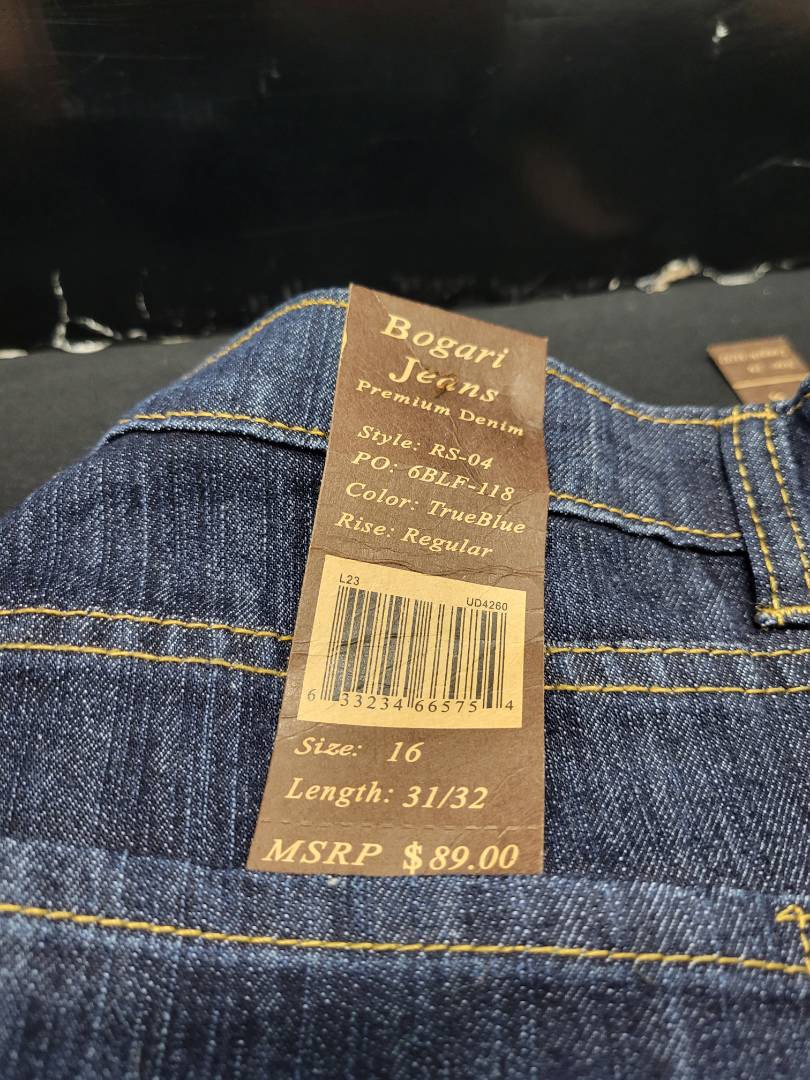 Bogari
Jeans
Premium Denim
Style: RS-04
PO: 6BLF-118
Color: TrueBlue
Rise: Regular
L23
UD4260
6 33234 66575 4
Size: 16
Length: 31/32
MSRP $89.00